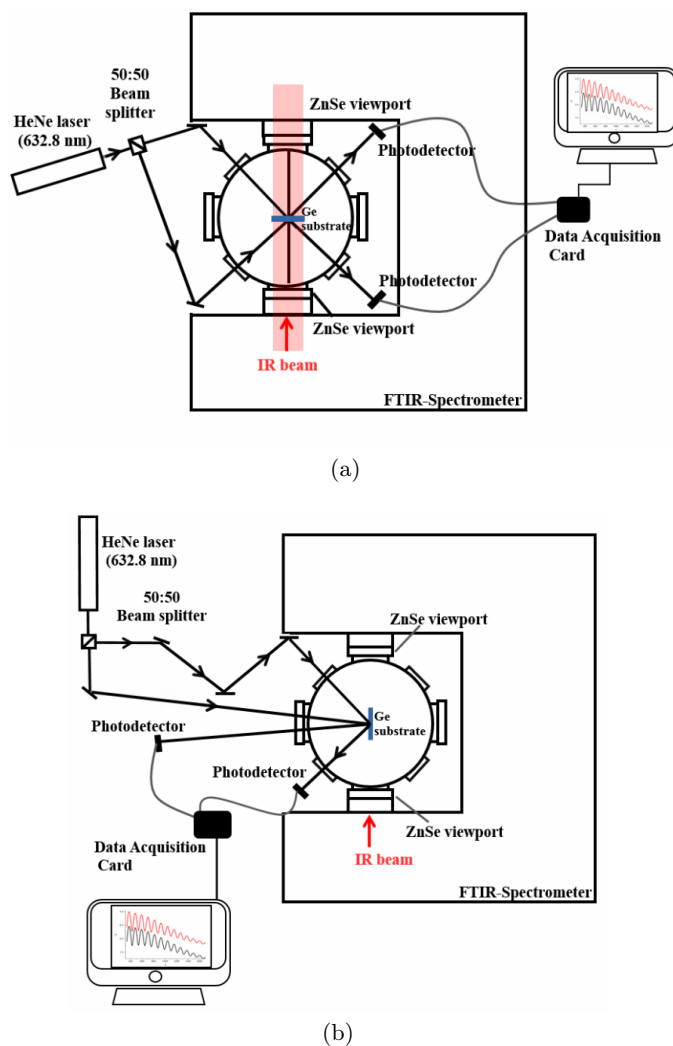 50:50
Beam
splitter
HeNe laser
(632.8 nm)
ZnSe viewport
Photodetector
Ge
substrate
Photodetector
Data Acquisition
Card
ZnSe viewport
IR beam
FTIR-Spectrometer
(a)
HeNe laser
(632.8 nm)
50:50
Beam splitter
ZnSe viewport
Ge
substrate
Photodetector
Photodetector
Data Acquisition
Card
ZnSe viewport
IR beam
FTIR-Spectrometer
(b)